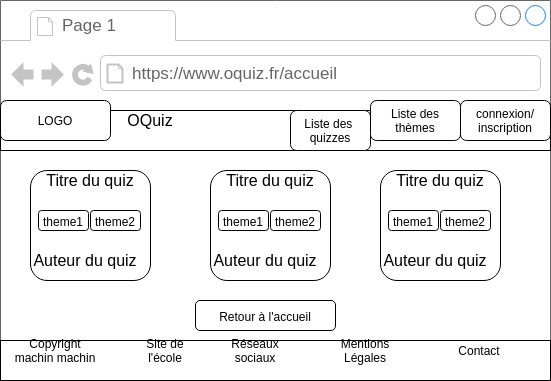 Page 1
https://www.oquiz.fr/accueil
LOGO
OQuiz
Liste des
quizzes
Liste des
thèmes
connexion/
inscription
Titre du quiz
theme1 theme2
Auteur du quiz
Titre du quiz
theme1 theme2
Auteur du quiz
Titre du quiz
theme1 theme2
Auteur du quiz
Retour à l'accueil
Copyright
machin machin
Site de
l'école
Réseaux
sociaux
Mentions
Légales
Contact